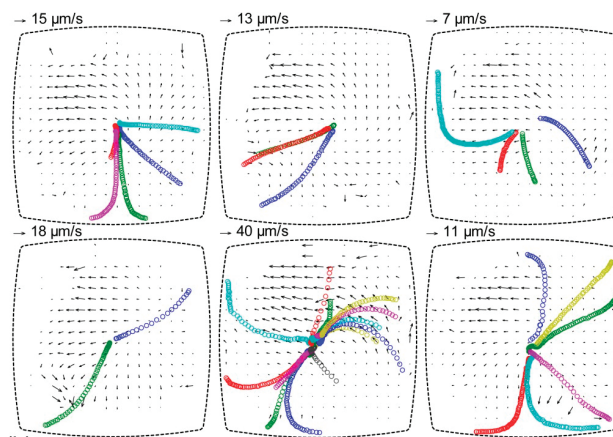 → 15 µm/s
→ 13 µm/s
→ 7 µm/s
→ 18 µm/s
→ 40 µm/s
→ 11 µm/s